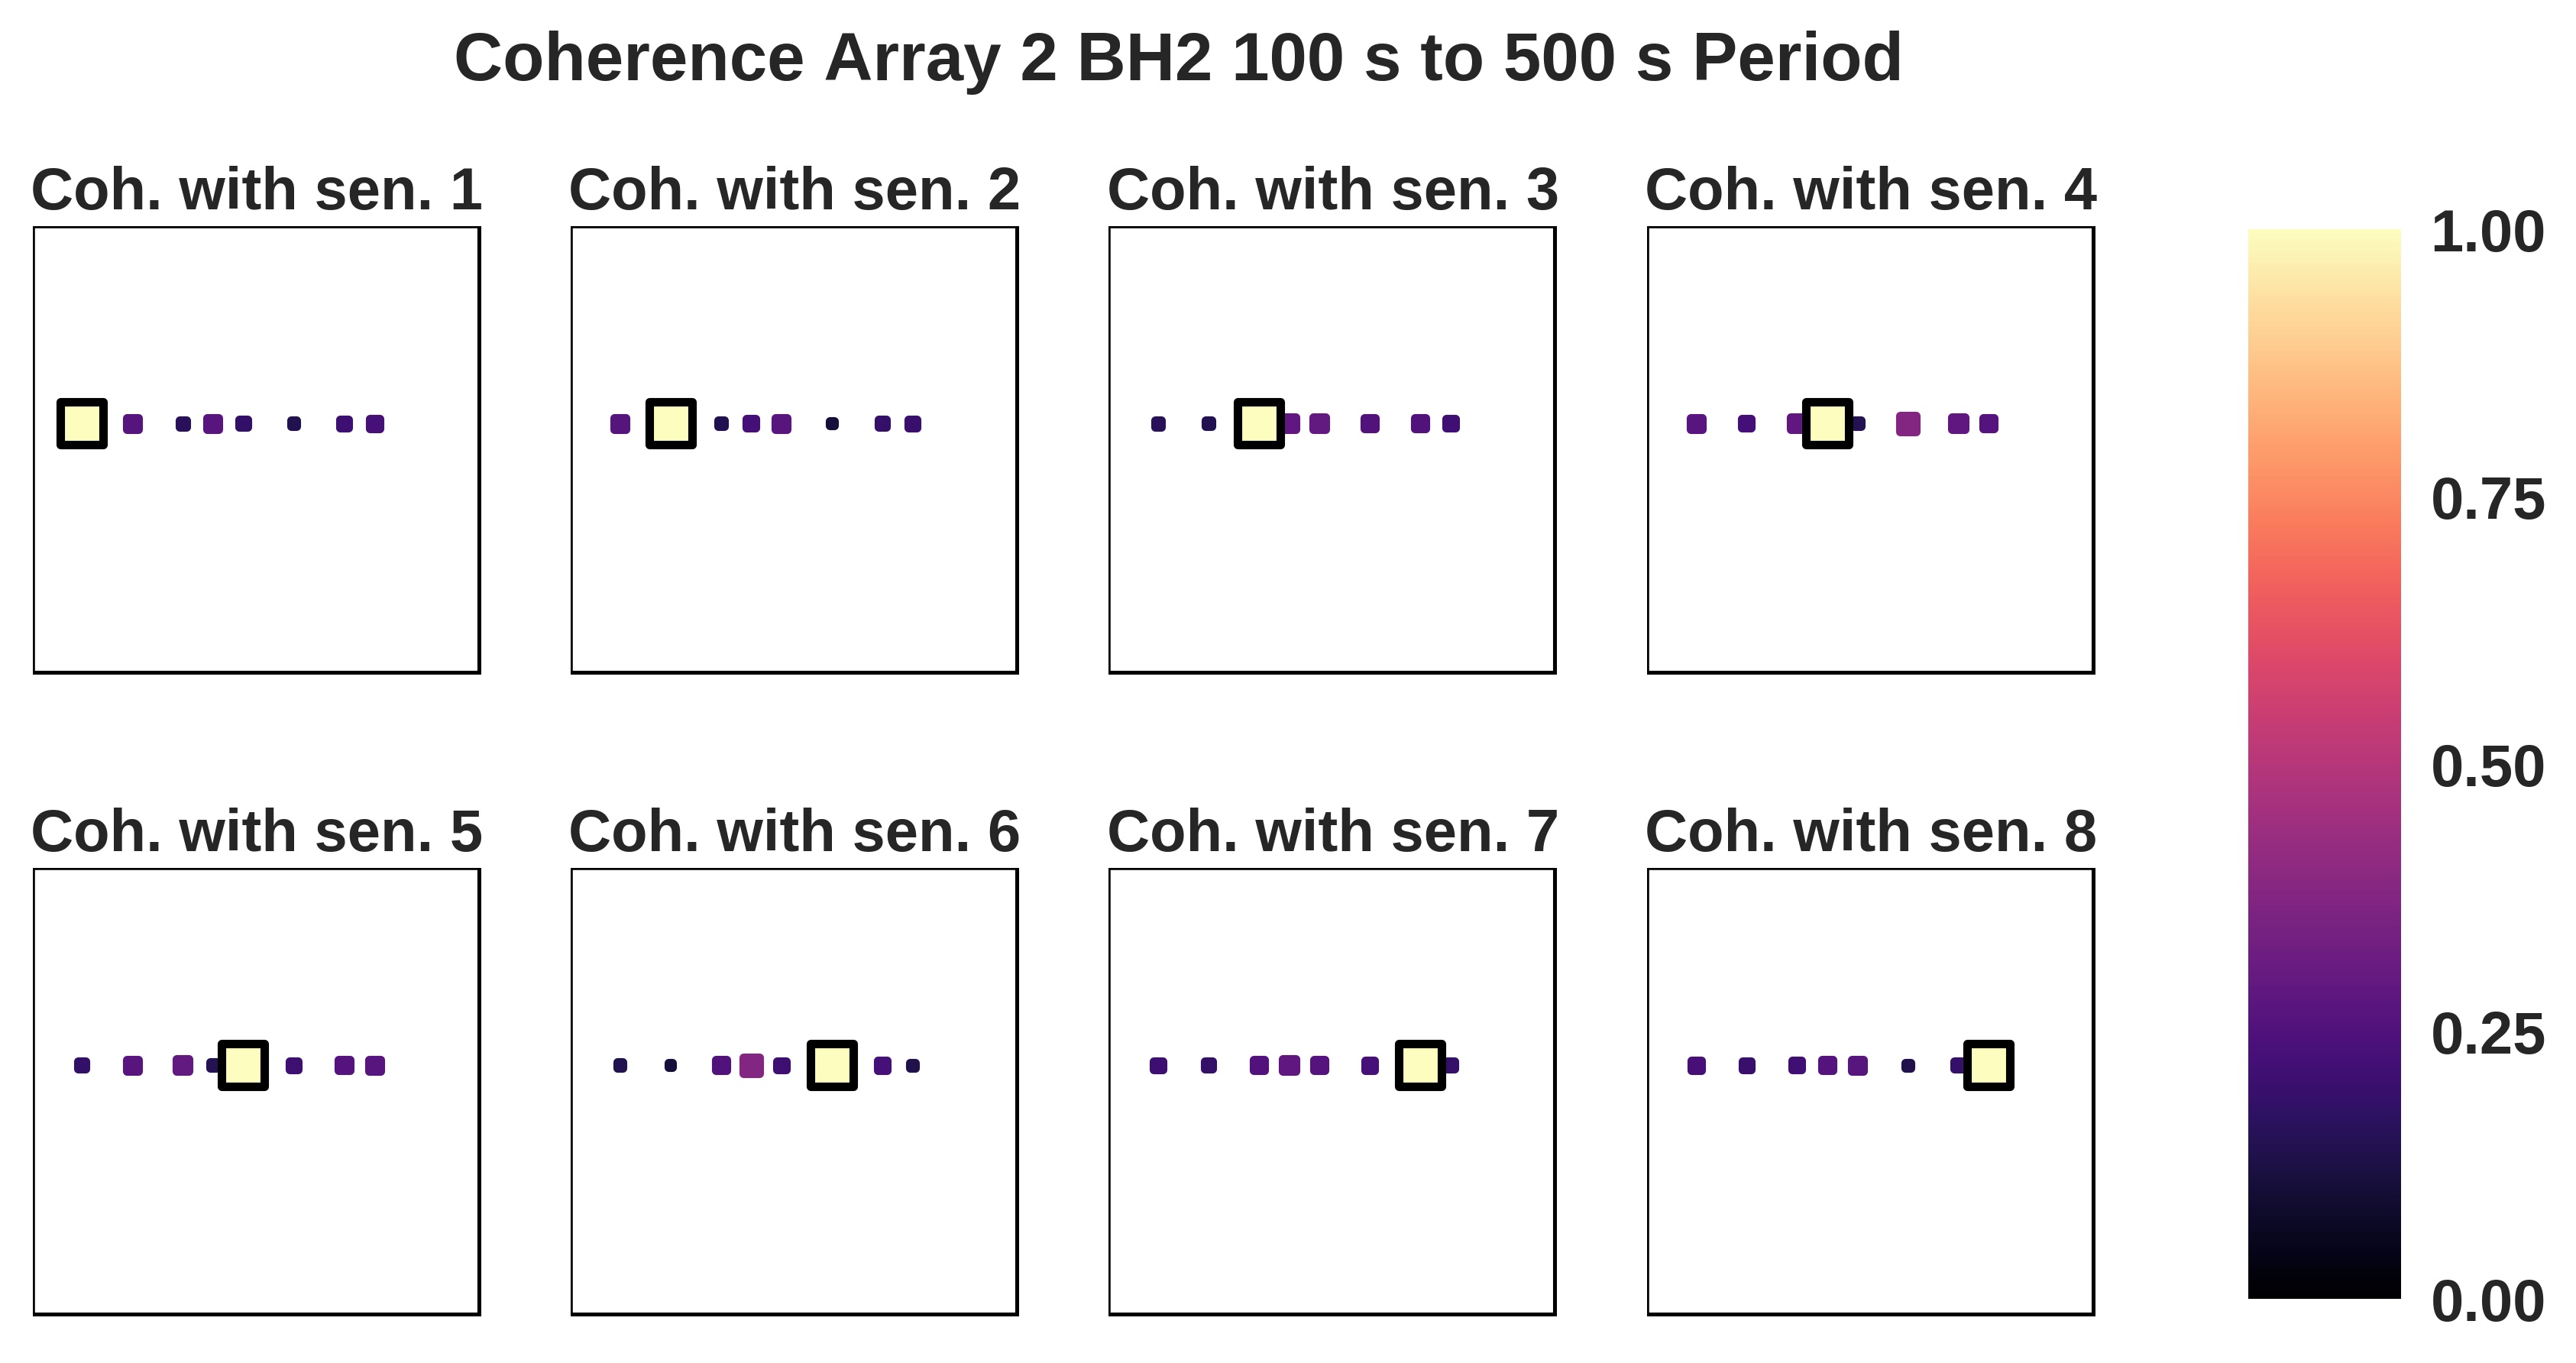 Coherence Array 2 BH2 100 s to 500 s Period
Coh. with sen. 1
Coh. with sen. 2
Coh. with sen. 3
Coh. with sen. 4
1.00
0.75
0.50
0.25
0.00
Coh. with sen. 5
Coh. with sen. 6
Coh. with sen. 7
Coh. with sen. 8